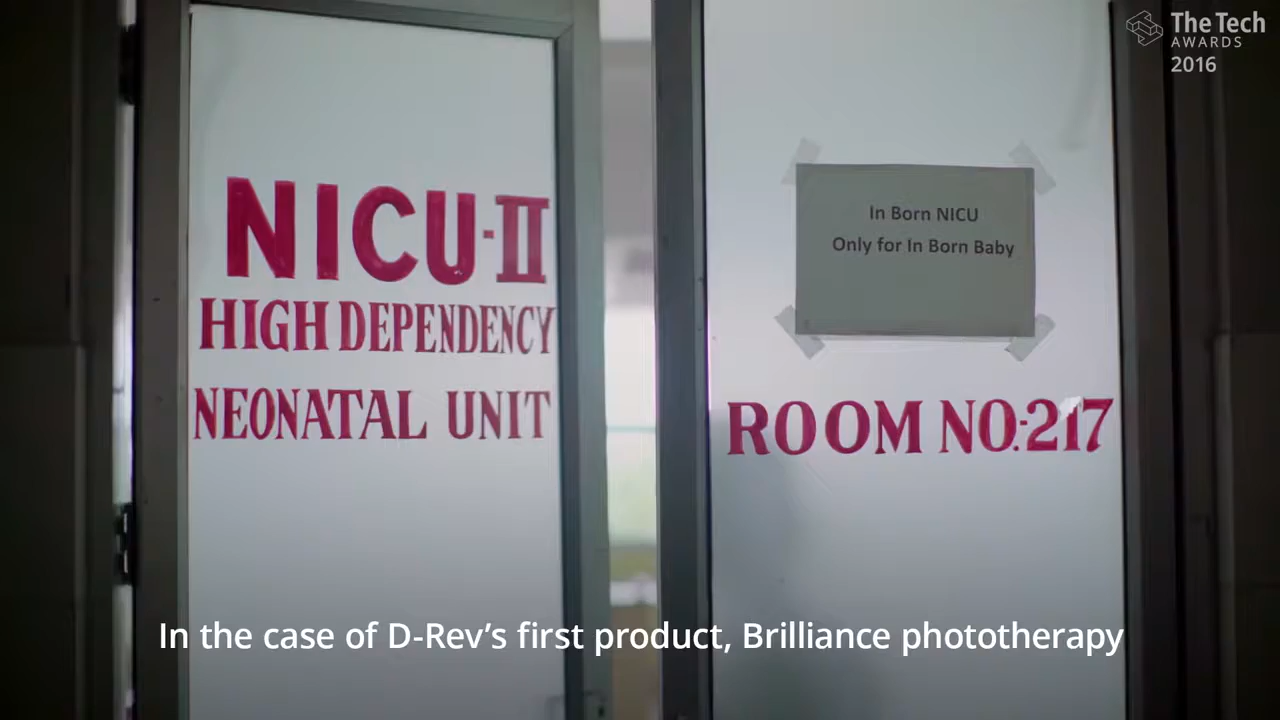 The Tech
AWARDS
2016
NICU-II
HIGH DEPENDENCY
NEONATAL UNIT
In Born NICU
Only for In Born Baby
ROOM NO.-217
In the case of D-Rev’s first product, Brilliance phototherapy